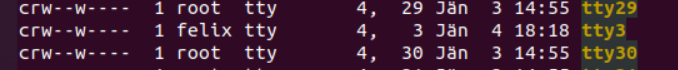 crw--w---- 1 root tty 4, 29 Jän 3 14:55 tty29
crw--w---- 1 felix tty 4, 3 Jän 4 18:18 tty3
crw--w---- 1 root tty 4, 30 Jän 3 14:55 tty30